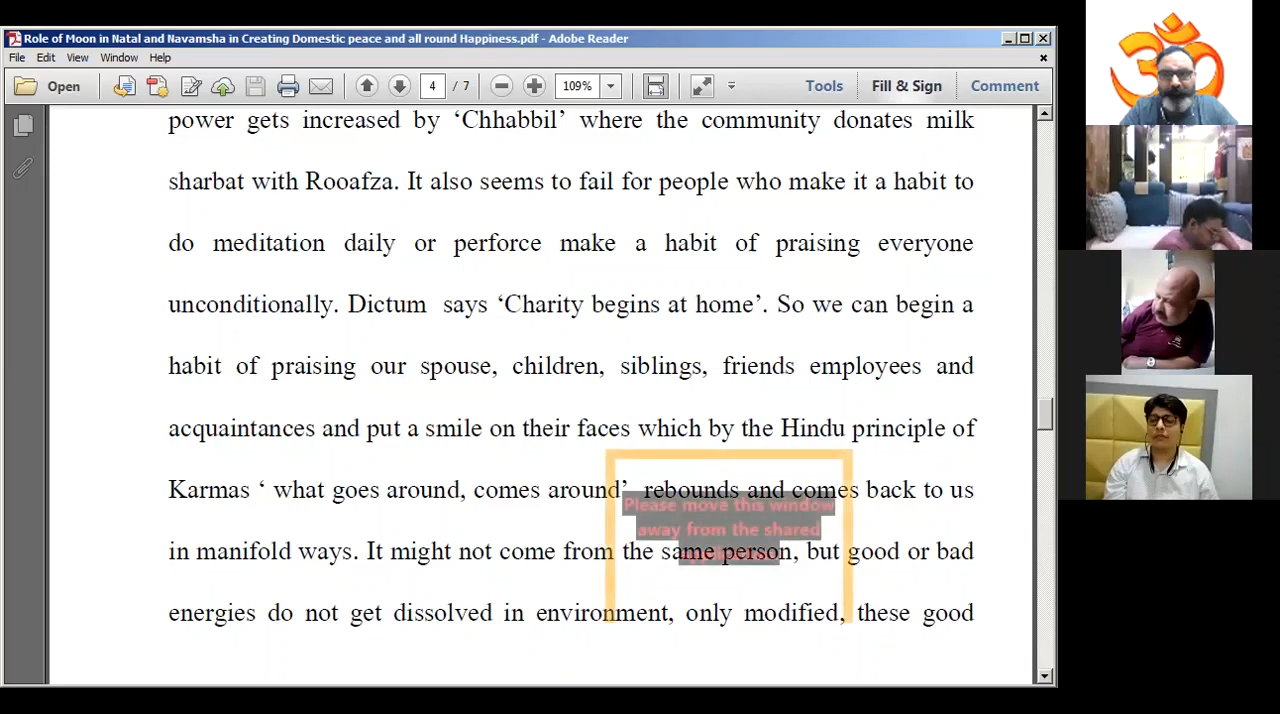 Role of Moon in Natal and Navamsha in Creating Domestic peace and all round Happiness.pdf - Adobe Reader
File Edit View Window Help
Open 4 / 7 109% Tools Fill & Sign Comment
power gets increased by ‘Chhabbil’ where the community donates milk
sharbat with Rooafza. It also seems to fail for people who make it a habit to
do meditation daily or perforce make a habit of praising everyone
unconditionally. Dictum says ‘Charity begins at home’. So we can begin a
habit of praising our spouse, children, siblings, friends employees and
acquaintances and put a smile on their faces which by the Hindu principle of
Karmas ‘ what goes around, comes around’ rebounds and comes back to us
Please move this window
away from the shared
in manifold ways. It might not come from the same person, but good or bad
energies do not get dissolved in environment, only modified, these good
ॐ